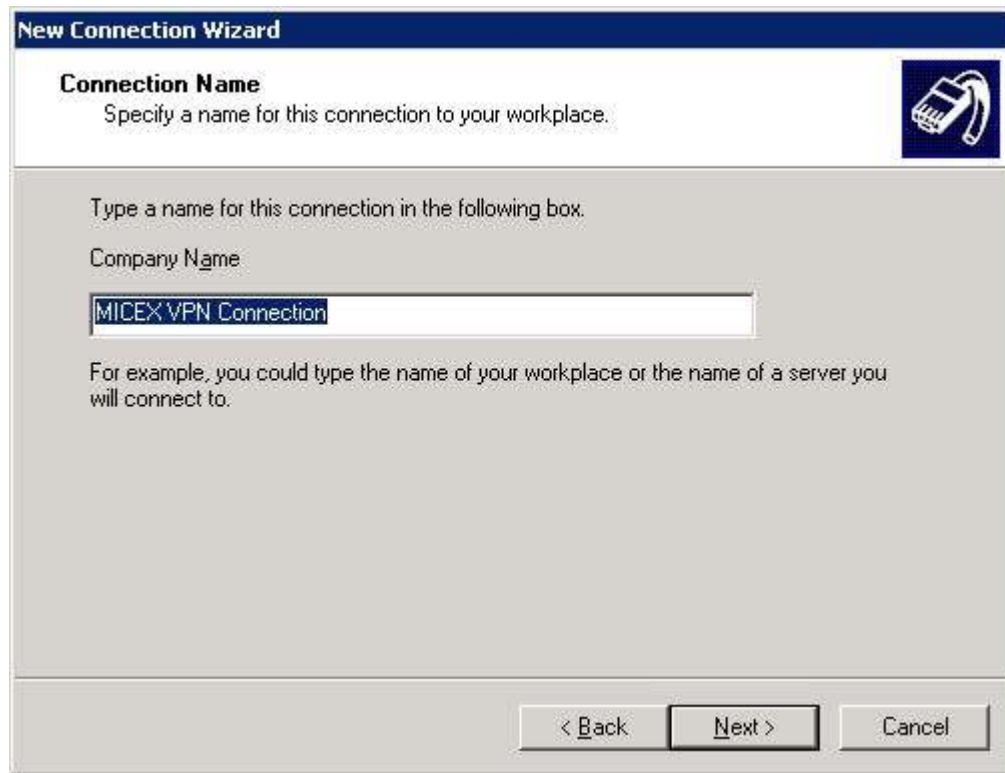 New Connection Wizard
Connection Name
Specify a name for this connection to your workplace.
Type a name for this connection in the following box.
Company Name
MICEX VPN Connection
For example, you could type the name of your workplace or the name of a server you
will connect to.
< Back
Next >
Cancel